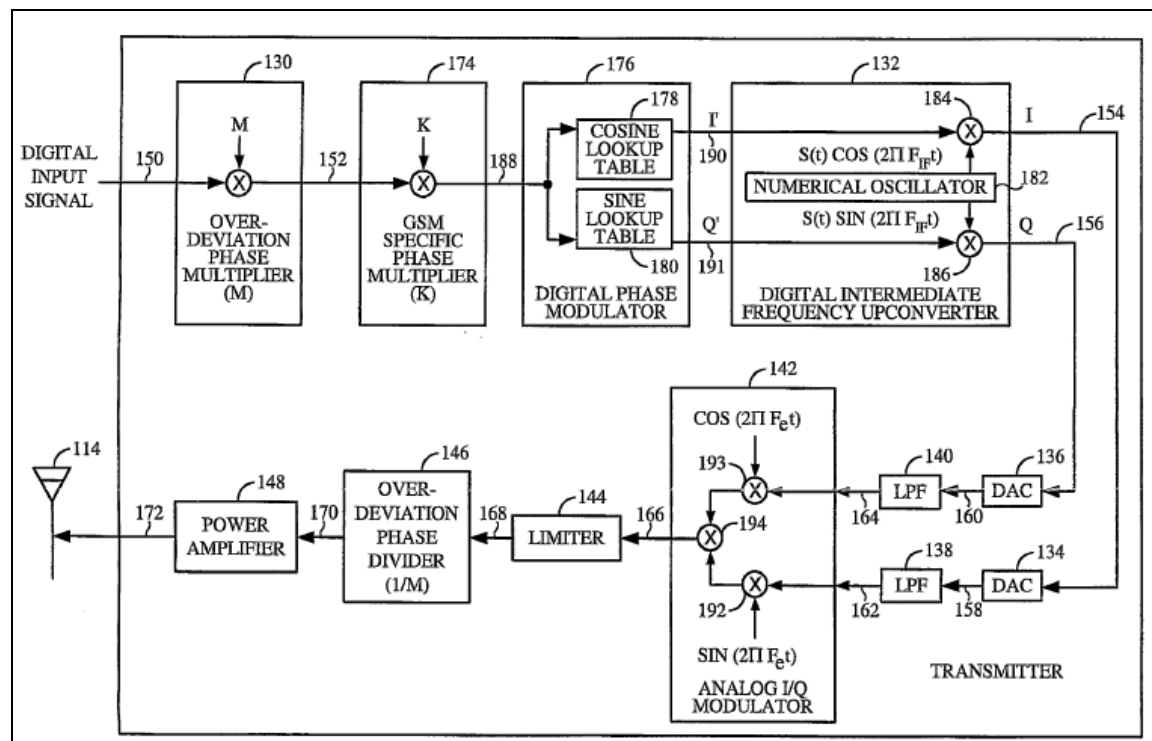 130
174
176
132
M
K
178
184
DIGITAL
INPUT
SIGNAL
150
152
188
COSINE
LOOKUP
TABLE
I'
190
I
154
S(t) COS (2Π F_IF t)
NUMERICAL OSCILLATOR
182
S(t) SIN (2Π F_IF t)
OVER-
DEVIATION
PHASE
MULTIPLIER
(M)
GSM
SPECIFIC
PHASE
MULTIPLIER
(K)
SINE
LOOKUP
TABLE
180
Q'
191
Q
156
186
DIGITAL PHASE
MODULATOR
DIGITAL INTERMEDIATE
FREQUENCY UPCONVERTER
142
COS (2Π F_e t)
114
148
146
144
193
140
136
172
POWER
AMPLIFIER
170
OVER-
DEVIATION
PHASE
DIVIDER
(1/M)
168
LIMITER
166
194
164
LPF
160
DAC
138
134
192
162
LPF
158
DAC
SIN (2Π F_e t)
ANALOG I/Q
MODULATOR
TRANSMITTER